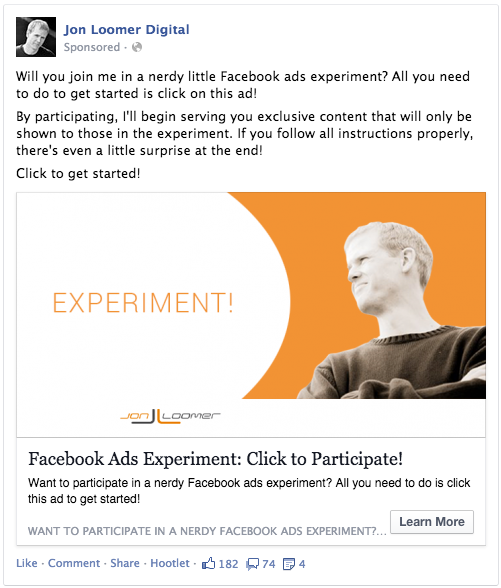 Jon Loomer Digital
Sponsored ·
Will you join me in a nerdy little Facebook ads experiment? All you need
to do to get started is click on this ad!
By participating, I'll begin serving you exclusive content that will only be
shown to those in the experiment. If you follow all instructions properly,
there's even a little surprise at the end!
Click to get started!
EXPERIMENT!
JON LOOMER
Facebook Ads Experiment: Click to Participate!
Want to participate in a nerdy Facebook ads experiment? All you need to do is click
this ad to get started!
WANT TO PARTICIPATE IN A NERDY FACEBOOK ADS EXPERIMENT?...
Learn More
Like · Comment · Share · Hootlet · 182 74 4